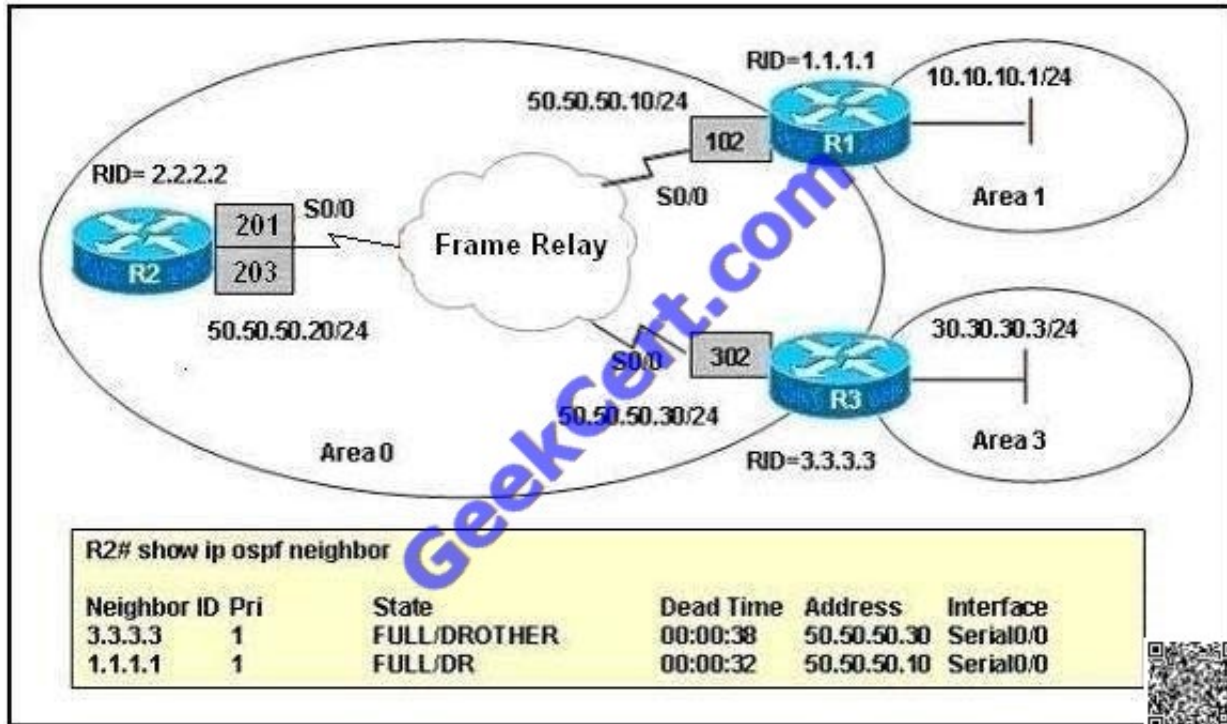 RID=1.1.1.1
10.10.10.1/24
50.50.50.10/24
102
R1
S0/0
Area 1
RID= 2.2.2.2
201
S0/0
203
R2
50.50.50.20/24
Frame Relay
S0/0
302
30.30.30.3/24
R3
50.50.50.30/24
Area 3
Area 0
RID=3.3.3.3
GeekCert.com
R2# show ip ospf neighbor
Neighbor ID Pri State Dead Time Address Interface
3.3.3.3 1 FULL/DROTHER 00:00:38 50.50.50.30 Serial0/0
1.1.1.1 1 FULL/DR 00:00:32 50.50.50.10 Serial0/0